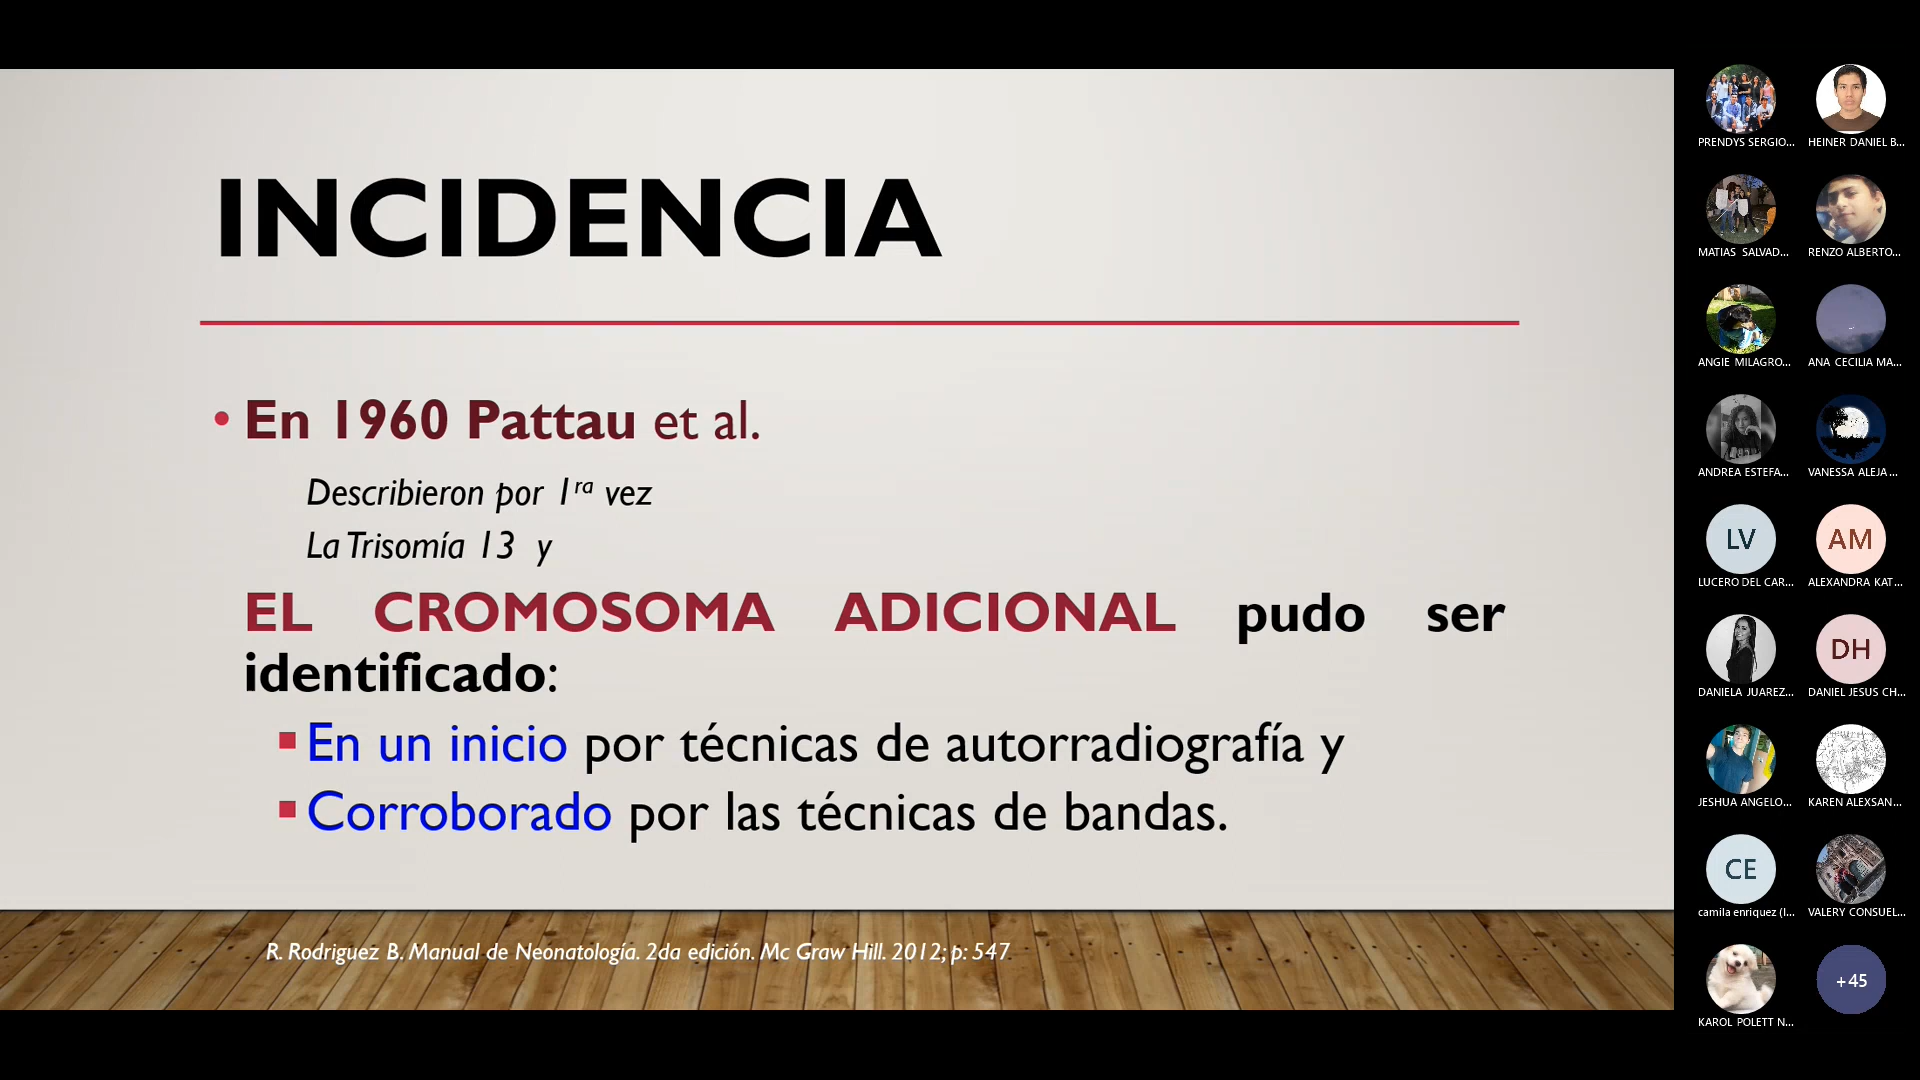 INCIDENCIA
• En 1960 Pattau et al.
Describieron por 1ra vez
La Trisomía 13 y
EL CROMOSOMA ADICIONAL pudo ser
identificado:
▪ En un inicio por técnicas de autorradiografía y
▪ Corroborado por las técnicas de bandas.
R. Rodriguez B. Manual de Neonatología. 2da edición. Mc Graw Hill. 2012; p: 547
PRENDYS SERGIO...
HEINER DANIEL B...
MATIAS SALVAD...
RENZO ALBERTO...
ANGIE MILAGRO...
ANA CECILIA MA...
ANDREA ESTEFA...
VANESSA ALEJA...
LV
AM
LUCERO DEL CAR...
ALEXANDRA KAT...
DH
DANIELA JUAREZ...
DANIEL JESUS CH...
JESHUA ANGELO...
KAREN ALEXSAN...
CE
camila enriquez (I...
VALERY CONSUEL...
+45
KAROL POLETT N...